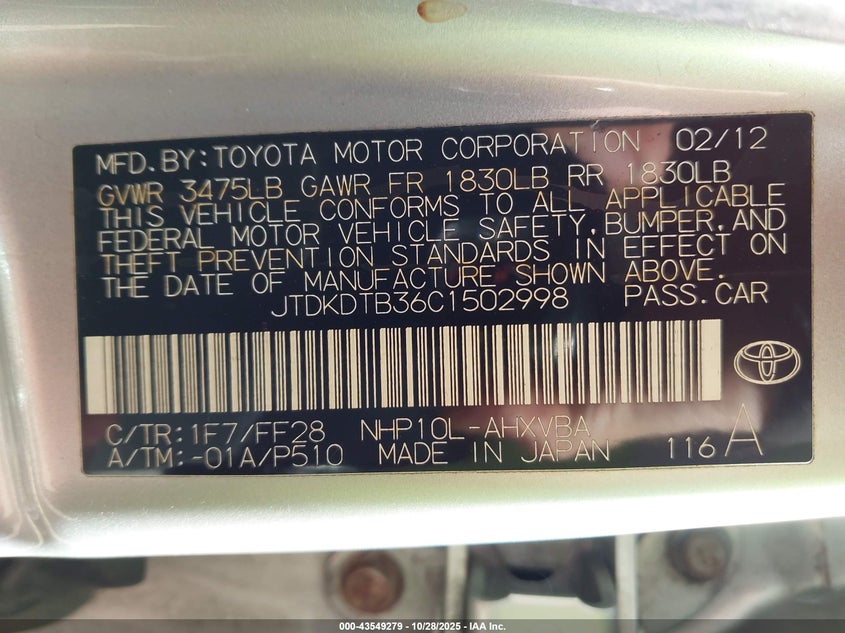 MFD.BY:TOYOTA MOTOR CORPORATION 02/12
GVWR 3475LB GAWR FR 1830LB RR 1830LB
THIS VEHICLE CONFORMS TO ALL APPLICABLE
FEDERAL MOTOR VEHICLE SAFETY,BUMPER,AND
THEFT PREVENTION STANDARDS IN EFFECT ON
THE DATE OF MANUFACTURE SHOWN ABOVE.
JTDKDTB36C1502998 PASS.CAR
C/TR:1F7/FF28 NHP10L-AHXVBA
A/TM:-01A/P510 MADE IN JAPAN 116 A
000-43549279 - 10/28/2025 - IAA Inc.